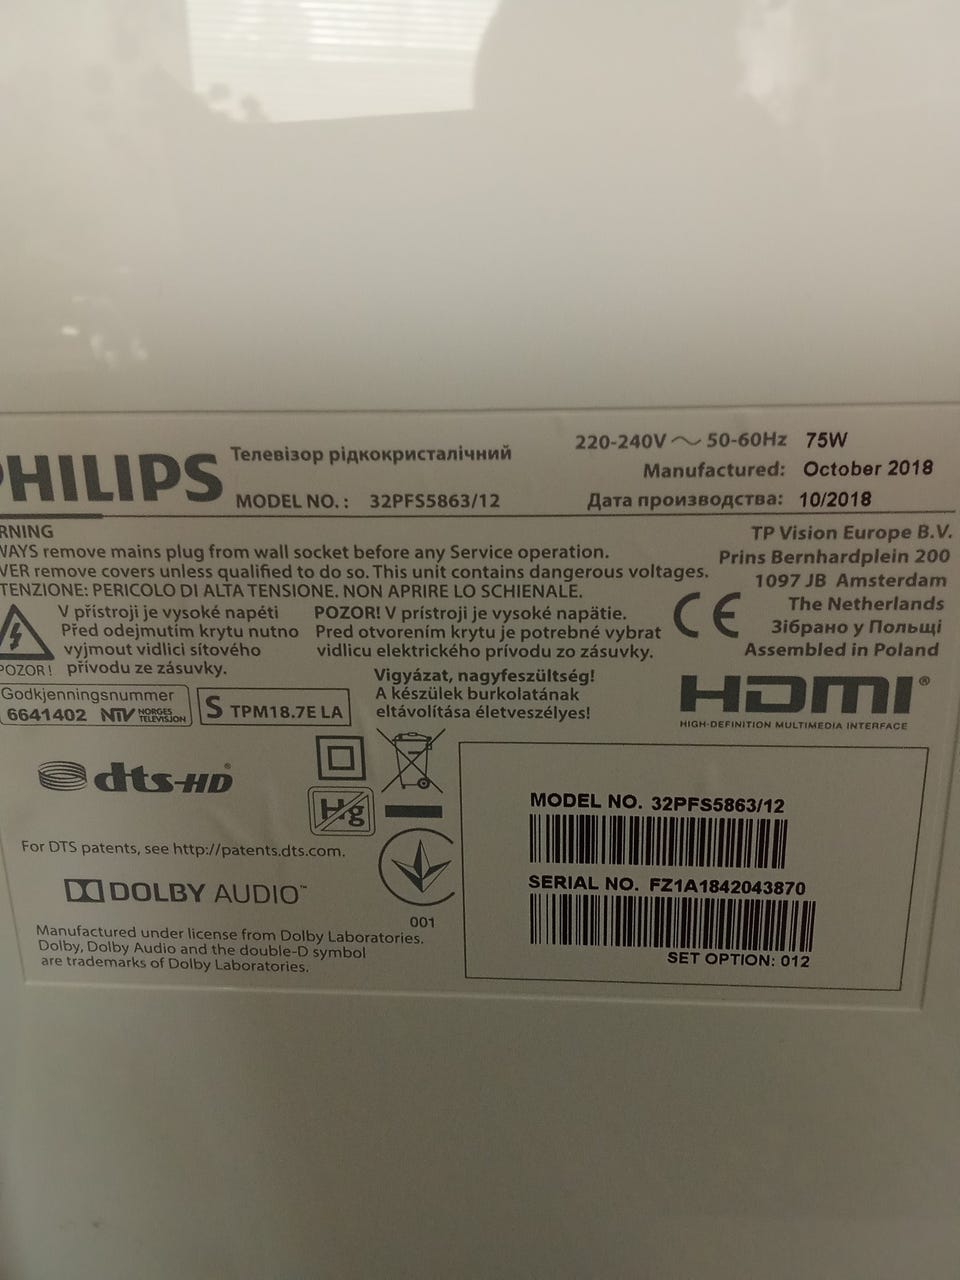 PHILIPS
Телевізор рідкокристалічний
MODEL NO. : 32PFS5863/12
220-240V ～ 50-60Hz 75W
Manufactured: October 2018
Дата производства: 10/2018
RNING
WAYS remove mains plug from wall socket before any Service operation.
VER remove covers unless qualified to do so. This unit contains dangerous voltages.
TENZIONE: PERICOLO DI ALTA TENSIONE. NON APRIRE LO SCHIENALE.
V přístroji je vysoké napéti
Před odejmutím krytu nutno
vyjmout vidlici sítového
přívodu ze zásuvky.
POZOR !
POZOR! V prístroji je vysoké napätie.
Pred otvorením krytu je potrebné vybrat
vidlicu elektrického prívodu zo zásuvky.
Vigyázat, nagyfeszültség!
A készülek burkolatának
eltávolítása életveszélyes!
TP Vision Europe B.V.
Prins Bernhardplein 200
1097 JB Amsterdam
The Netherlands
Зібрано у Польщі
Assembled in Poland
CE
HDMI®
HIGH-DEFINITION MULTIMEDIA INTERFACE
Godkjenningsnummer
6641402 NTV NORGES TELEVISJON
S TPM18.7E LA
dts-HD®
Hg
For DTS patents, see http://patents.dts.com.
DOLBY AUDIO™
001
Manufactured under license from Dolby Laboratories.
Dolby, Dolby Audio and the double-D symbol
are trademarks of Dolby Laboratories.
MODEL NO. 32PFS5863/12
SERIAL NO. FZ1A1842043870
SET OPTION: 012